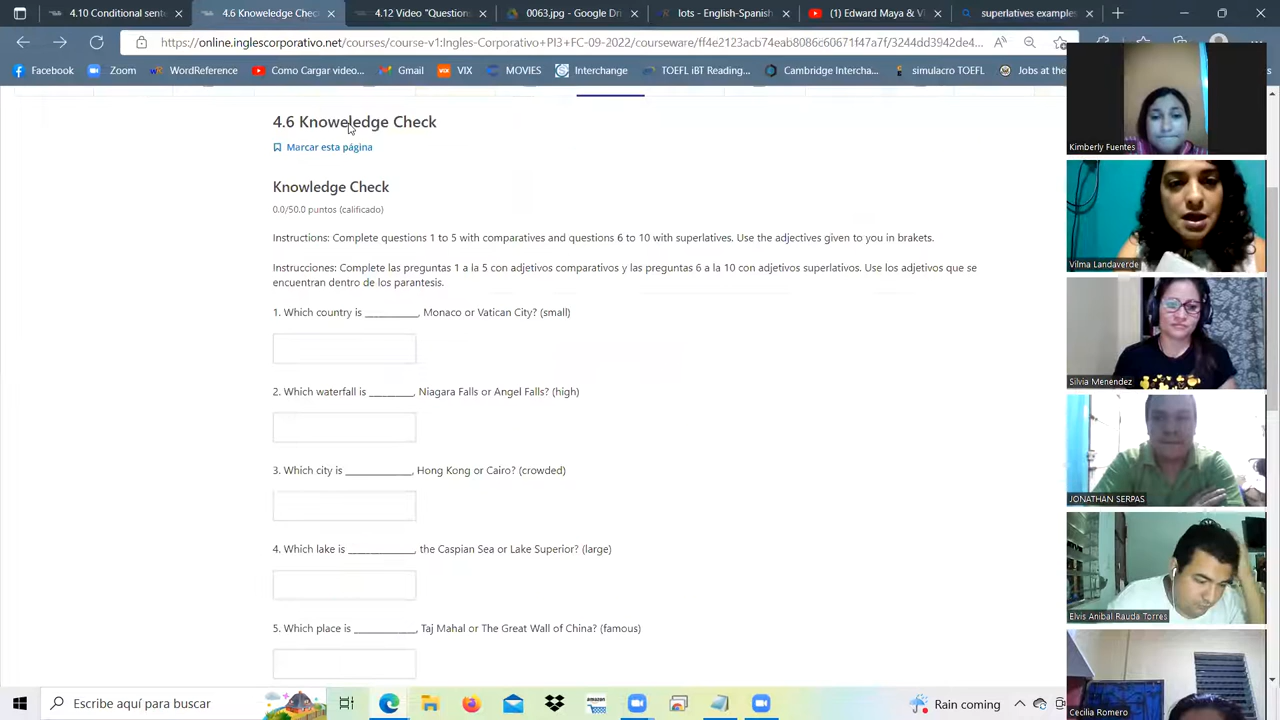 4.10 Conditional sent
4.6 Knowledge Check
4.12 Video "Questions
0063.jpg - Google Dri
lots - English-Spanish
(1) Edward Maya & Vi
superlatives examples
https://online.inglescorporativo.net/courses/course-v1:Ingles-Corporativo+PI3+FC-09-2022/courseware/ff4e2123acb74eab8086c60671f47a7f/3244dd3942de4...
Facebook
Zoom
WordReference
Como Cargar video...
Gmail
VIX
MOVIES
Interchange
TOEFL BT Reading...
Cambridge Intercha...
simulacro TOEFL
Jobs at the
4.6 Knoweledge Check
Marcar esta página
Knowledge Check
0.0/50.0 puntos (calificado)
Instructions: Complete questions 1 to 5 with comparatives and questions 6 to 10 with superlatives. Use the adjectives given to you in brakets.
Instrucciones: Complete las preguntas 1 a la 5 con adjetivos comparativos y las preguntas 6 a la 10 con adjetivos superlativos. Use los adjetivos que se
encuentran dentro de los parantesis.
1. Which country is ___________, Monaco or Vatican City? (small)
2. Which waterfall is _________, Niagara Falls or Angel Falls? (high)
3. Which city is _____________, Hong Kong or Cairo? (crowded)
4. Which lake is _____________, the Caspian Sea or Lake Superior? (large)
5. Which place is _____________, Taj Mahal or The Great Wall of China? (famous)
Kimberly Fuentes
Vilma Landaverde
Silvia Menendez
JONATHAN SERPAS
Elvis Anibal Rauda Torres
Cecilia Romero
Escribe aquí para buscar
amazon
Rain coming